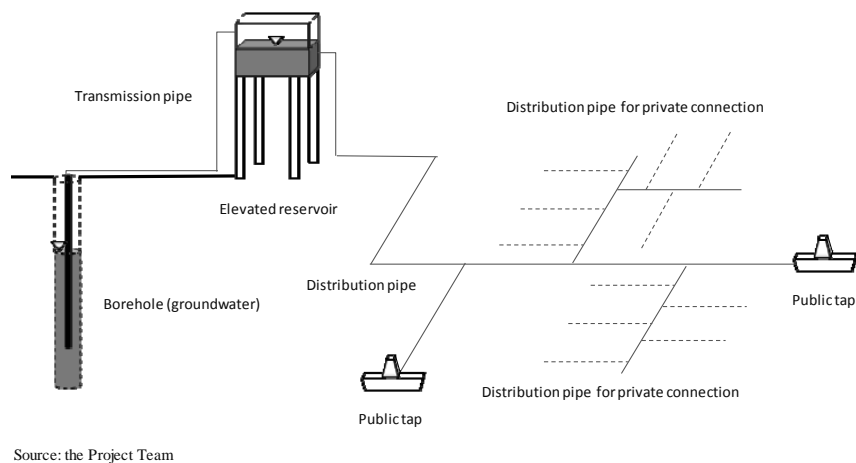 Transmission pipe
Distribution pipe for private connection
Elevated reservoir
Distribution pipe
Borehole (groundwater)
Public tap
Distribution pipe for private connection
Public tap
Source: the Project Team